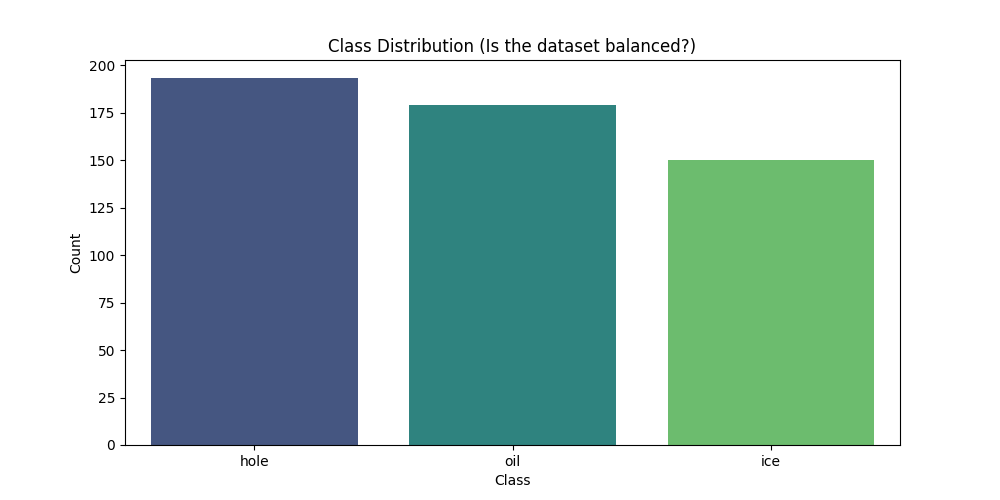 Class Distribution (Is the dataset balanced?)
200
175
150
125
100
75
50
25
0
Count
hole oil ice
Class